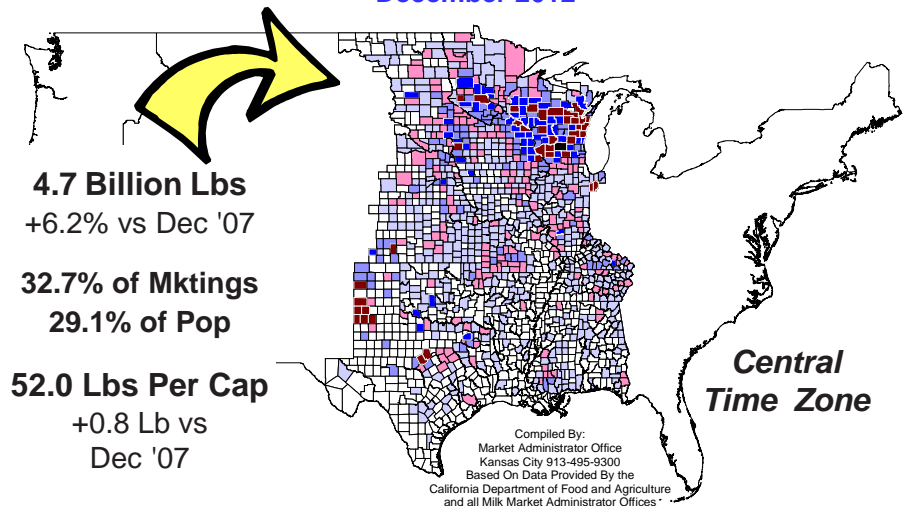 December 2012
4.7 Billion Lbs
+6.2% vs Dec '07
32.7% of Mktings
29.1% of Pop
52.0 Lbs Per Cap
+0.8 Lb vs
Dec '07
Central
Time Zone
Compiled By:
Market Administrator Office
Kansas City 913-495-9300
Based On Data Provided By the
California Department of Food and Agriculture
and all Milk Market Administrator Offices